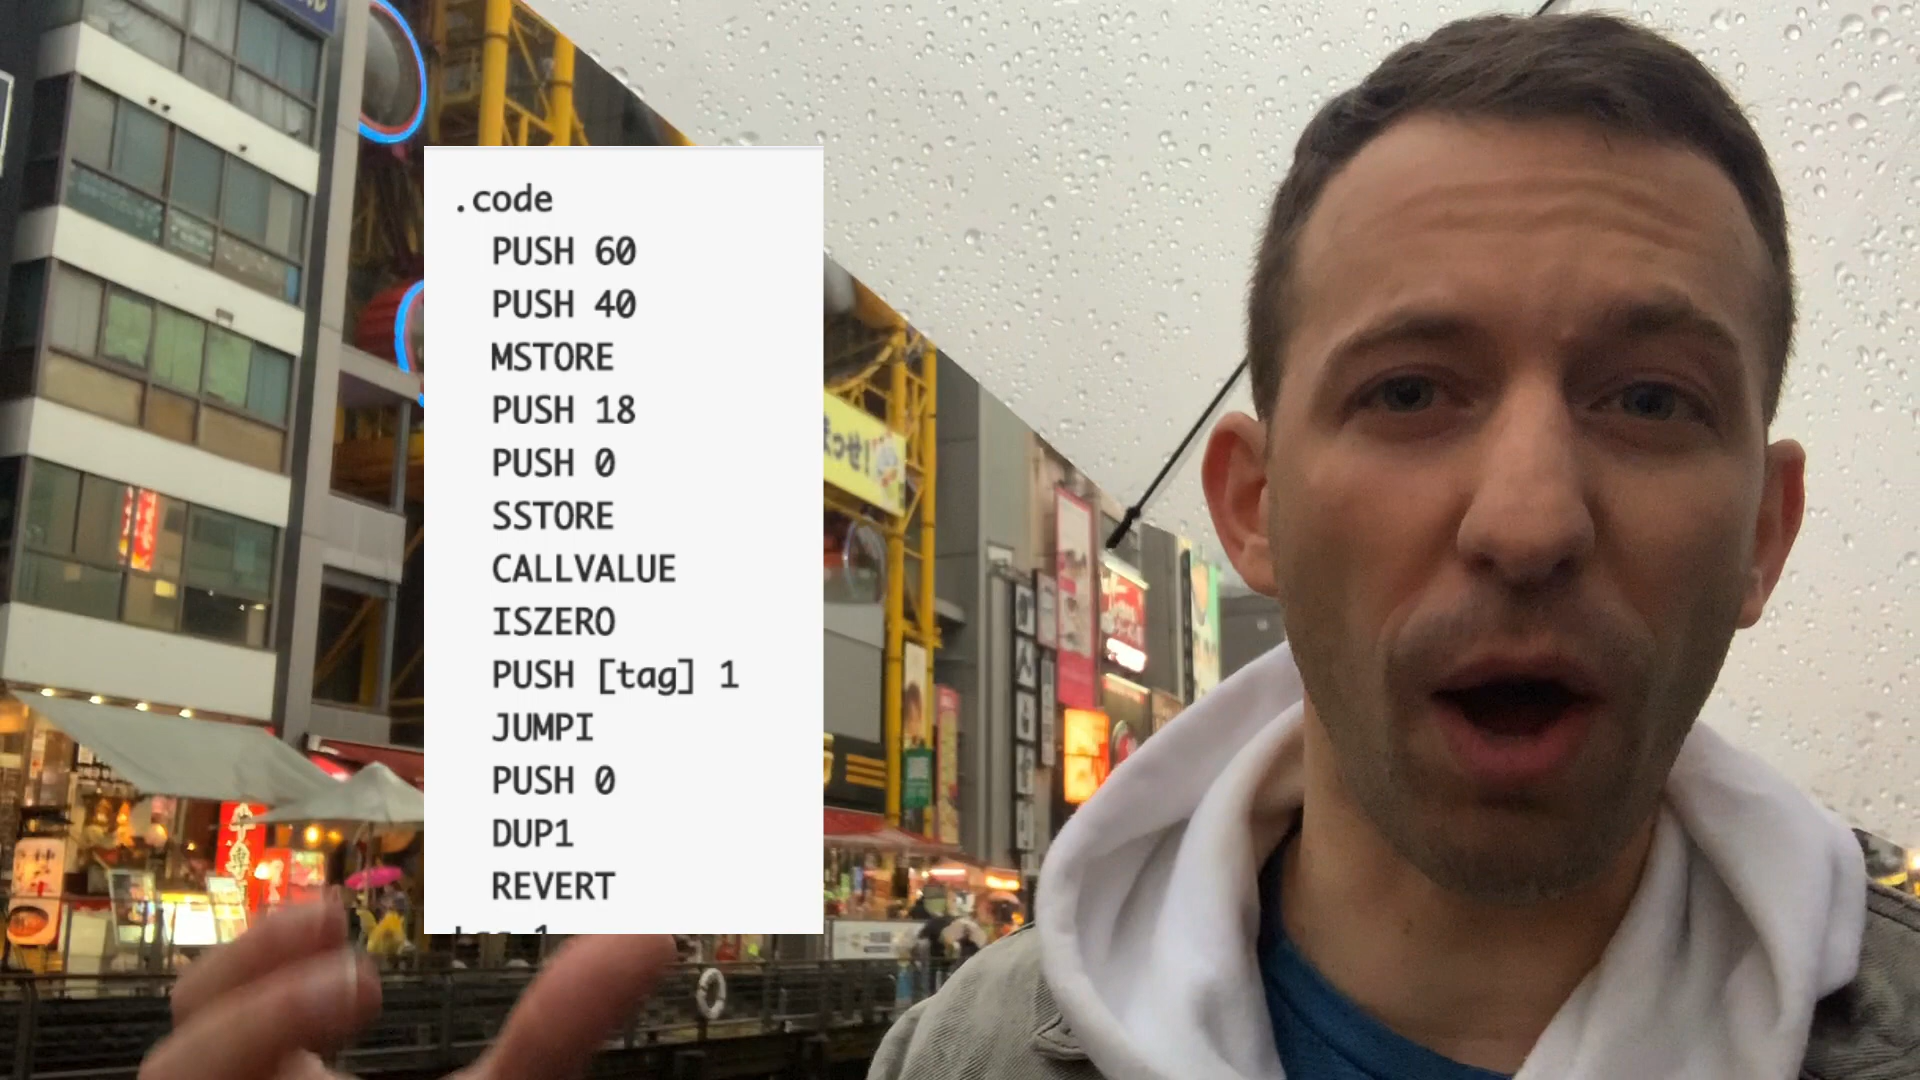 .code
PUSH 60
PUSH 40
MSTORE
PUSH 18
PUSH 0
SSTORE
CALLVALUE
ISZERO
PUSH [tag] 1
JUMPI
PUSH 0
DUP1
REVERT